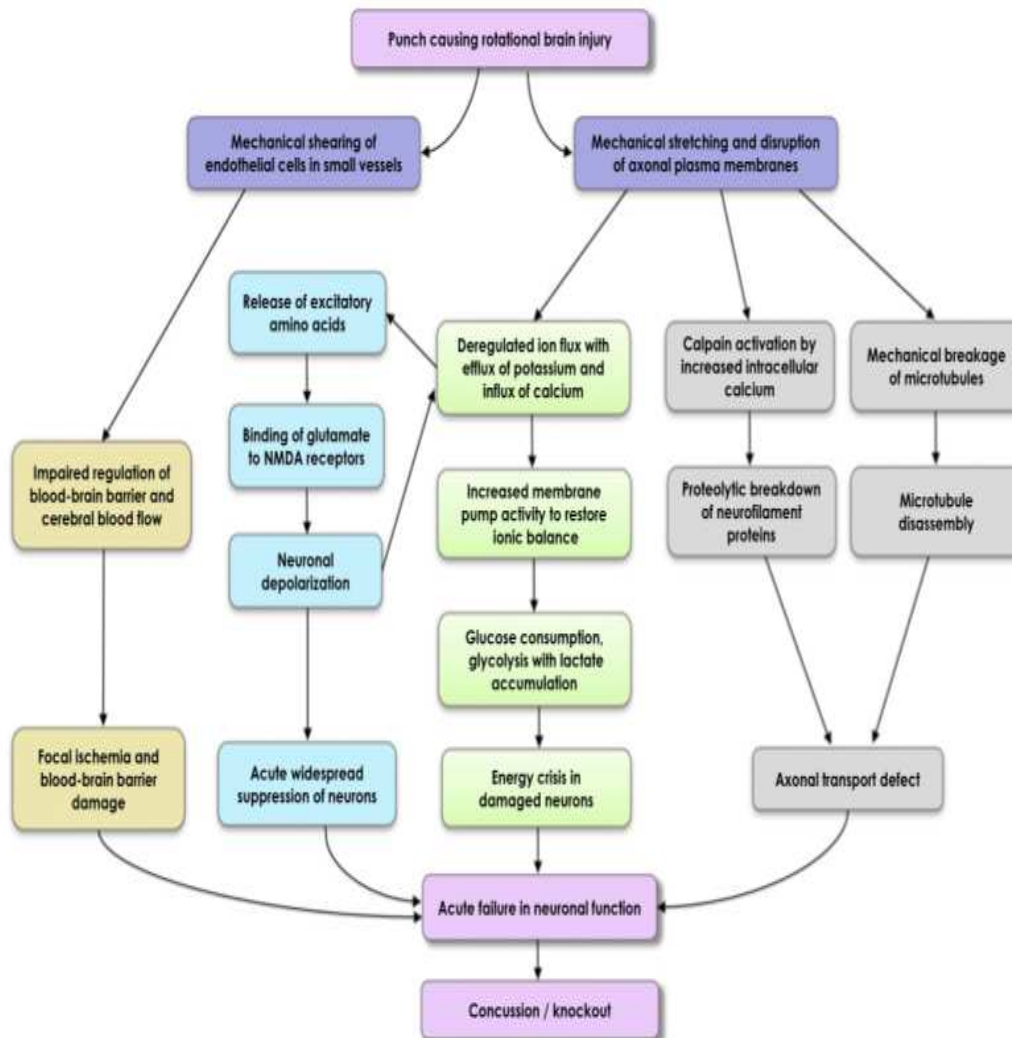 Punch causing rotational brain injury
Mechanical shearing of
endothelial cells in small vessels
Mechanical stretching and disruption
of axonal plasma membranes
Release of excitatory
amino acids
Deregulated ion flux with
efflux of potassium and
influx of calcium
Calpain activation by
increased intracellular
calcium
Mechanical breakage
of microtubules
Binding of glutamate
to NMDA receptors
Impaired regulation of
blood-brain barrier and
cerebral blood flow
Increased membrane
pump activity to restore
ionic balance
Proteolytic breakdown
of neurofilament
proteins
Microtubule
disassembly
Neuronal
depolarization
Glucose consumption,
glycolysis with lactate
accumulation
Focal ischemia and
blood-brain barrier
damage
Acute widespread
suppression of neurons
Energy crisis in
damaged neurons
Axonal transport defect
Acute failure in neuronal function
Concussion / knockout